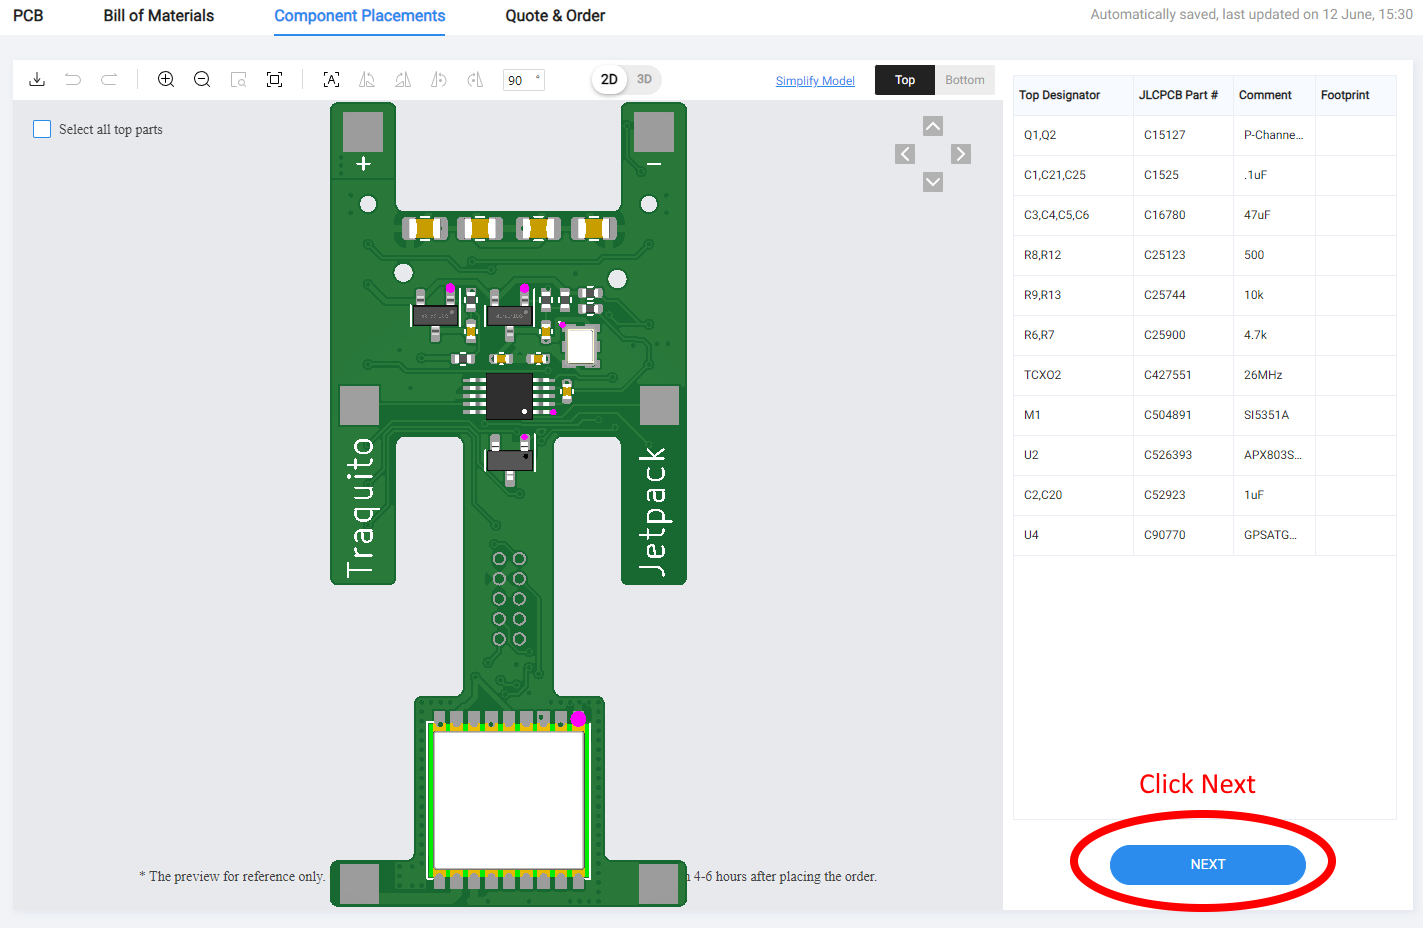 PCB
Bill of Materials
Component Placements
Quote & Order
Automatically saved, last updated on 12 June, 15:30
A
90 °
2D
3D
Simplify Model
Top
Bottom
Select all top parts
+
−
Traquito
Jetpack
* The preview for reference only.
4-6 hours after placing the order.
Top Designator JLCPCB Part # Comment Footprint
Q1,Q2 C15127 P-Channe...
C1,C21,C25 C1525 .1uF
C3,C4,C5,C6 C16780 47uF
R8,R12 C25123 500
R9,R13 C25744 10k
R6,R7 C25900 4.7k
TCXO2 C427551 26MHz
M1 C504891 SI5351A
U2 C526393 APX803S...
C2,C20 C52923 1uF
U4 C90770 GPSATG...
Click Next
NEXT